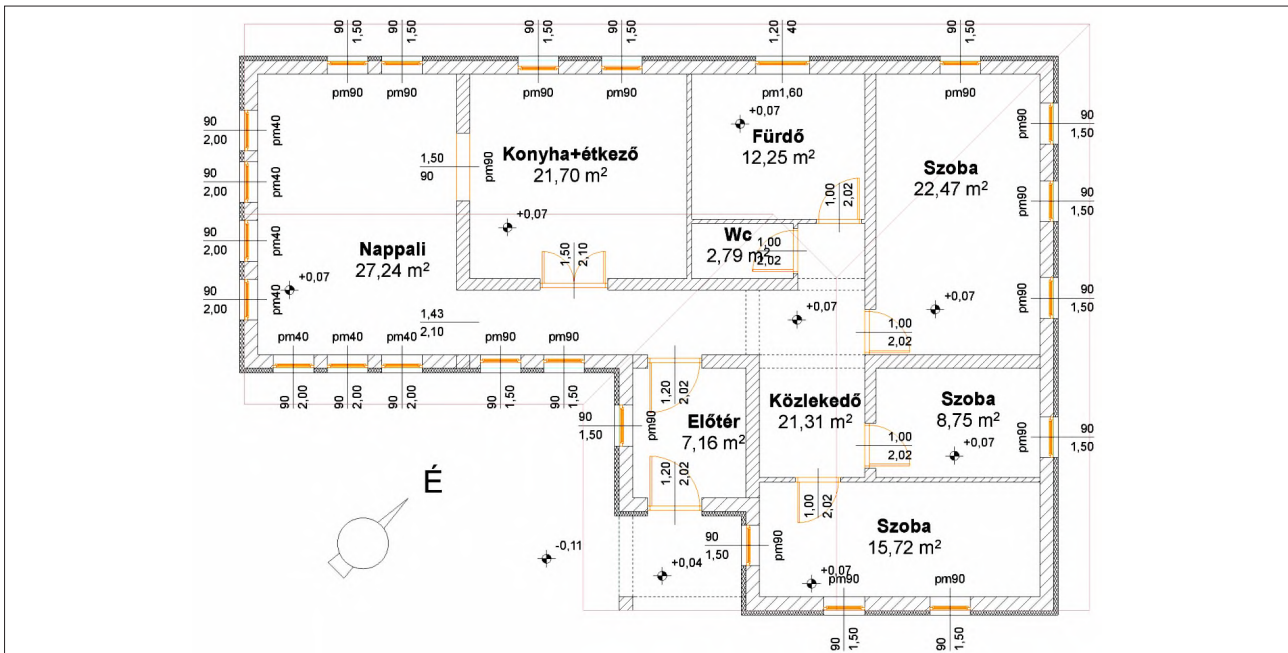 90
1,50
90
1,50
90
1,50
90
1,50
1,20
40
90
1,50
pm90
pm90
pm90
pm90
pm1,60
pm90
90
2,00
pm40
90
2,00
pm40
90
2,00
pm40
90
2,00
pm40
+0,07
Fürdő
12,25 m²
Konyha+étkező
21,70 m²
1,50
90
pm90
Szoba
22,47 m²
pm90
90
1,50
pm90
90
1,50
pm90
90
1,50
1,00
2,02
+0,07
Wc
2,79 m²
1,00
2,02
Nappali
27,24 m²
1,50
2,10
+0,07
+0,07
+0,07
1,43
2,10
1,00
2,02
pm40
pm40
pm40
pm90
pm90
90
2,00
90
2,00
90
2,00
90
1,50
90
1,50
1,20
2,02
90
1,50
pm90
Előtér
7,16 m²
Közlekedő
21,31 m²
Szoba
8,75 m²
+0,07
1,00
2,02
pm90
90
1,50
1,20
2,02
1,00
2,02
É
-0,11
+0,04
90
1,50
pm90
Szoba
15,72 m²
+0,07
pm90
pm90
90
1,50
90
1,50